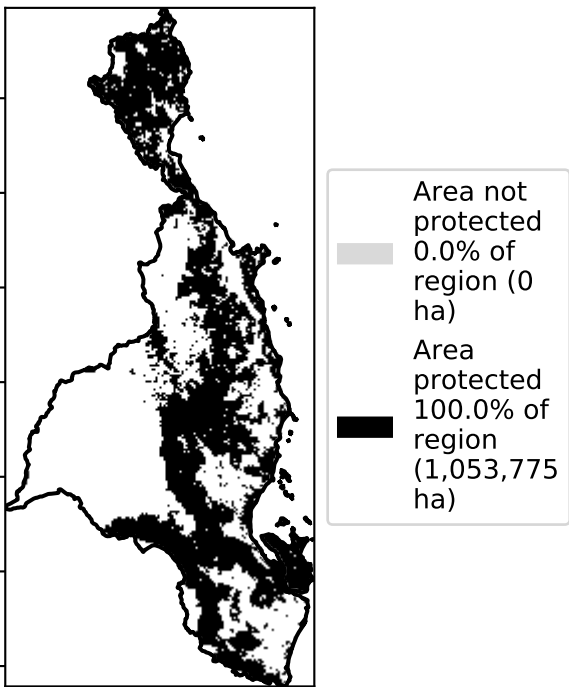 Area not
protected
0.0% of
region (0
ha)
Area
protected
100.0% of
region
(1,053,775
ha)